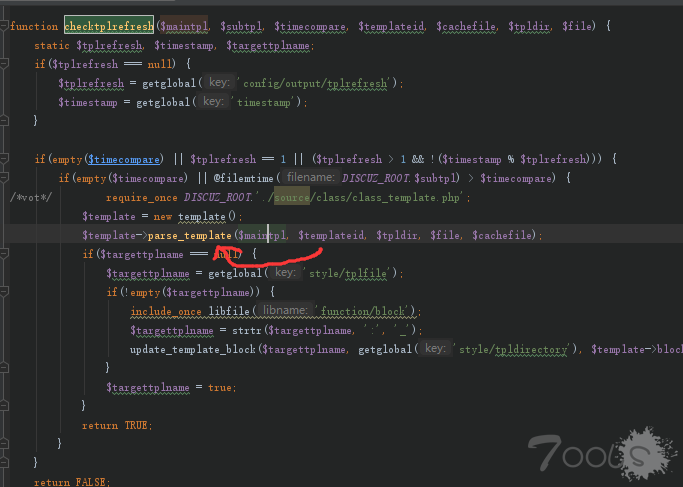 function checktplrefresh($maintpl, $subtpl, $timecompare, $templateid, $cachefile, $tpldir, $file) {
static $tplrefresh, $timestamp, $targettplname;
if($tplrefresh === null) {
$tplrefresh = getglobal( key: 'config/output/tplrefresh');
$timestamp = getglobal( key: 'timestamp');
}
if(empty($timecompare) || $tplrefresh == 1 || ($tplrefresh > 1 && !($timestamp % $tplrefresh))) {
if(empty($timecompare) || @filemtime( filename: DISCUZ_ROOT.$subtpl) > $timecompare) {
/*vot*/ require_once DISCUZ_ROOT.'./source/class/class_template.php';
$template = new template();
$template->parse_template($maintpl, $templateid, $tpldir, $file, $cachefile);
if($targettplname === null) {
$targettplname = getglobal( key: 'style/tplfile');
if(!empty($targettplname)) {
include_once libfile( libname: 'function/block');
$targettplname = strtr($targettplname, ':', '_');
update_template_block($targettplname, getglobal( key: 'style/tpldirectory'), $template->block
}
$targettplname = true;
}
return TRUE;
}
}
return FALSE;
7ooLs